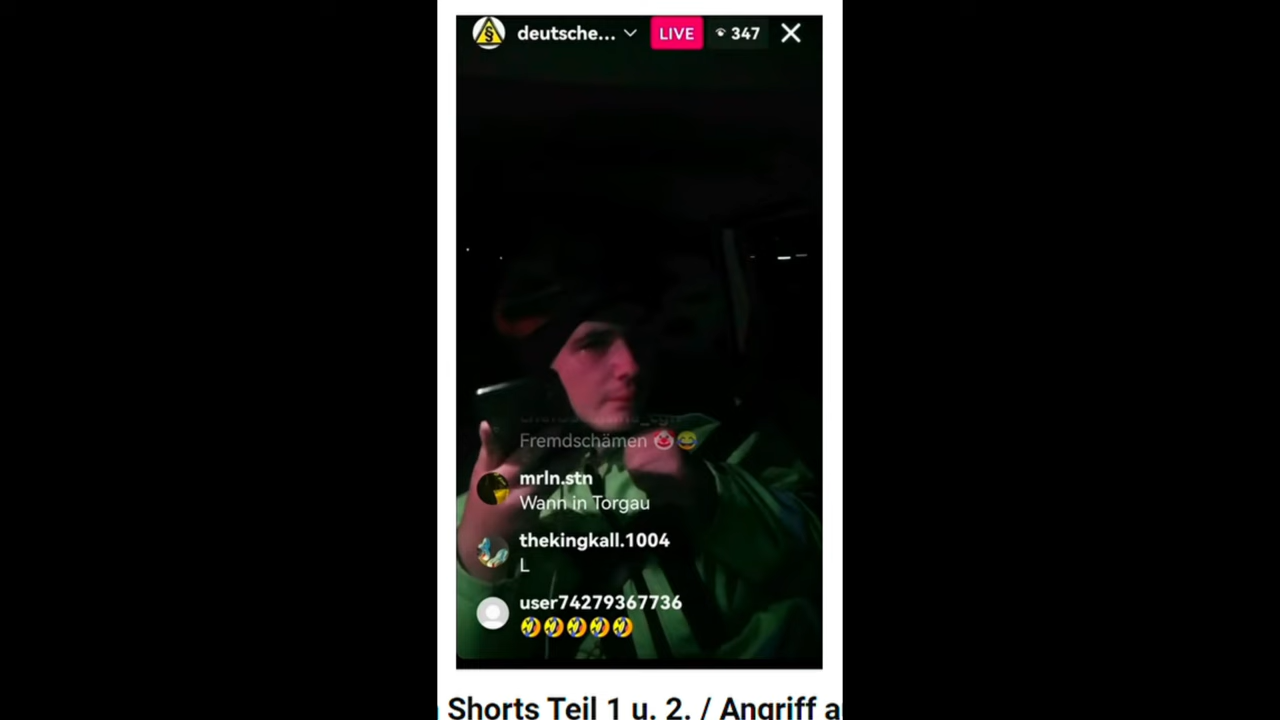 deutsche...
LIVE
347
Fremdschämen 🤡😂
mrln.stn
Wann in Torgau
thekingkall.1004
L
user74279367736
🤣🤣🤣🤣🤣
Shorts Teil 1 u. 2. / Angriff a